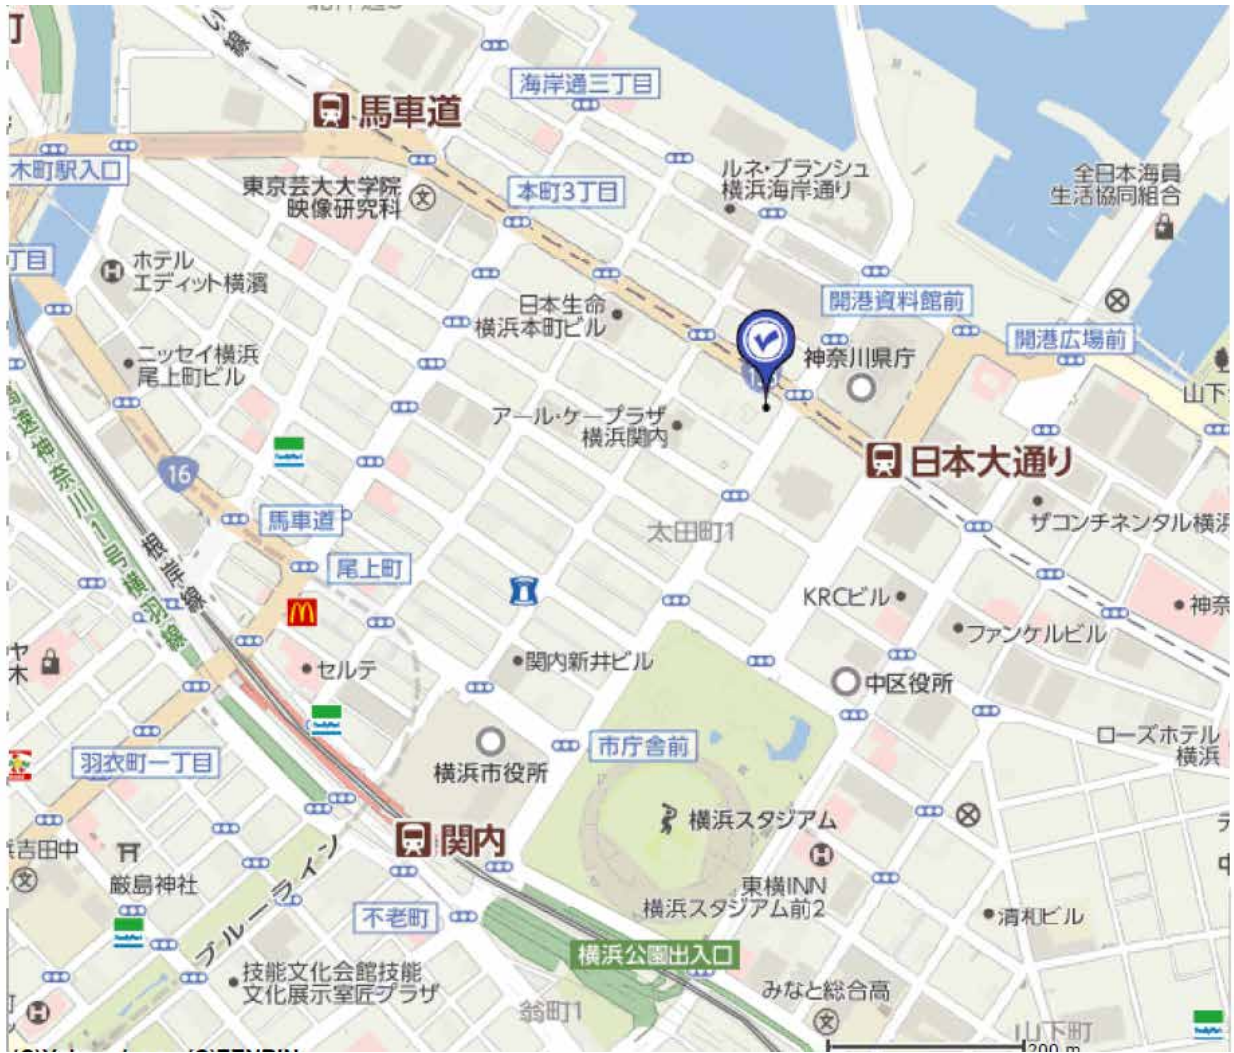 馬車道
海岸通三丁目
木町駅入口
東京芸大大学院
映像研究科
本町3丁目
ルネ・ブランシュ
横浜海岸通り
全日本海員
生活協同組合
丁目
ホテル
エディット横濱
日本生命
横浜本町ビル
開港資料館前
開港広場前
ニッセイ横浜
尾上町ビル
神奈川県庁
山下
アール・ケープラザ
横浜関内
16
日本大通り
高速神奈川1号横羽線
根岸線
馬車道
尾上町
太田町1
ザコンチネンタル横浜
KRCビル
神奈
ファンケルビル
セルテ
関内新井ビル
中区役所
FamilyMart
羽衣町一丁目
横浜市役所
市庁舎前
ローズホテル
横浜
横浜スタジアム
関内
吉田中
厳島神社
ブルーライン
東横INN
横浜スタジアム前2
不老町
清和ビル
横浜公園出入口
技能文化会館技能
文化展示室匠プラザ
翁町1
みなと総合高
山下町
200 m